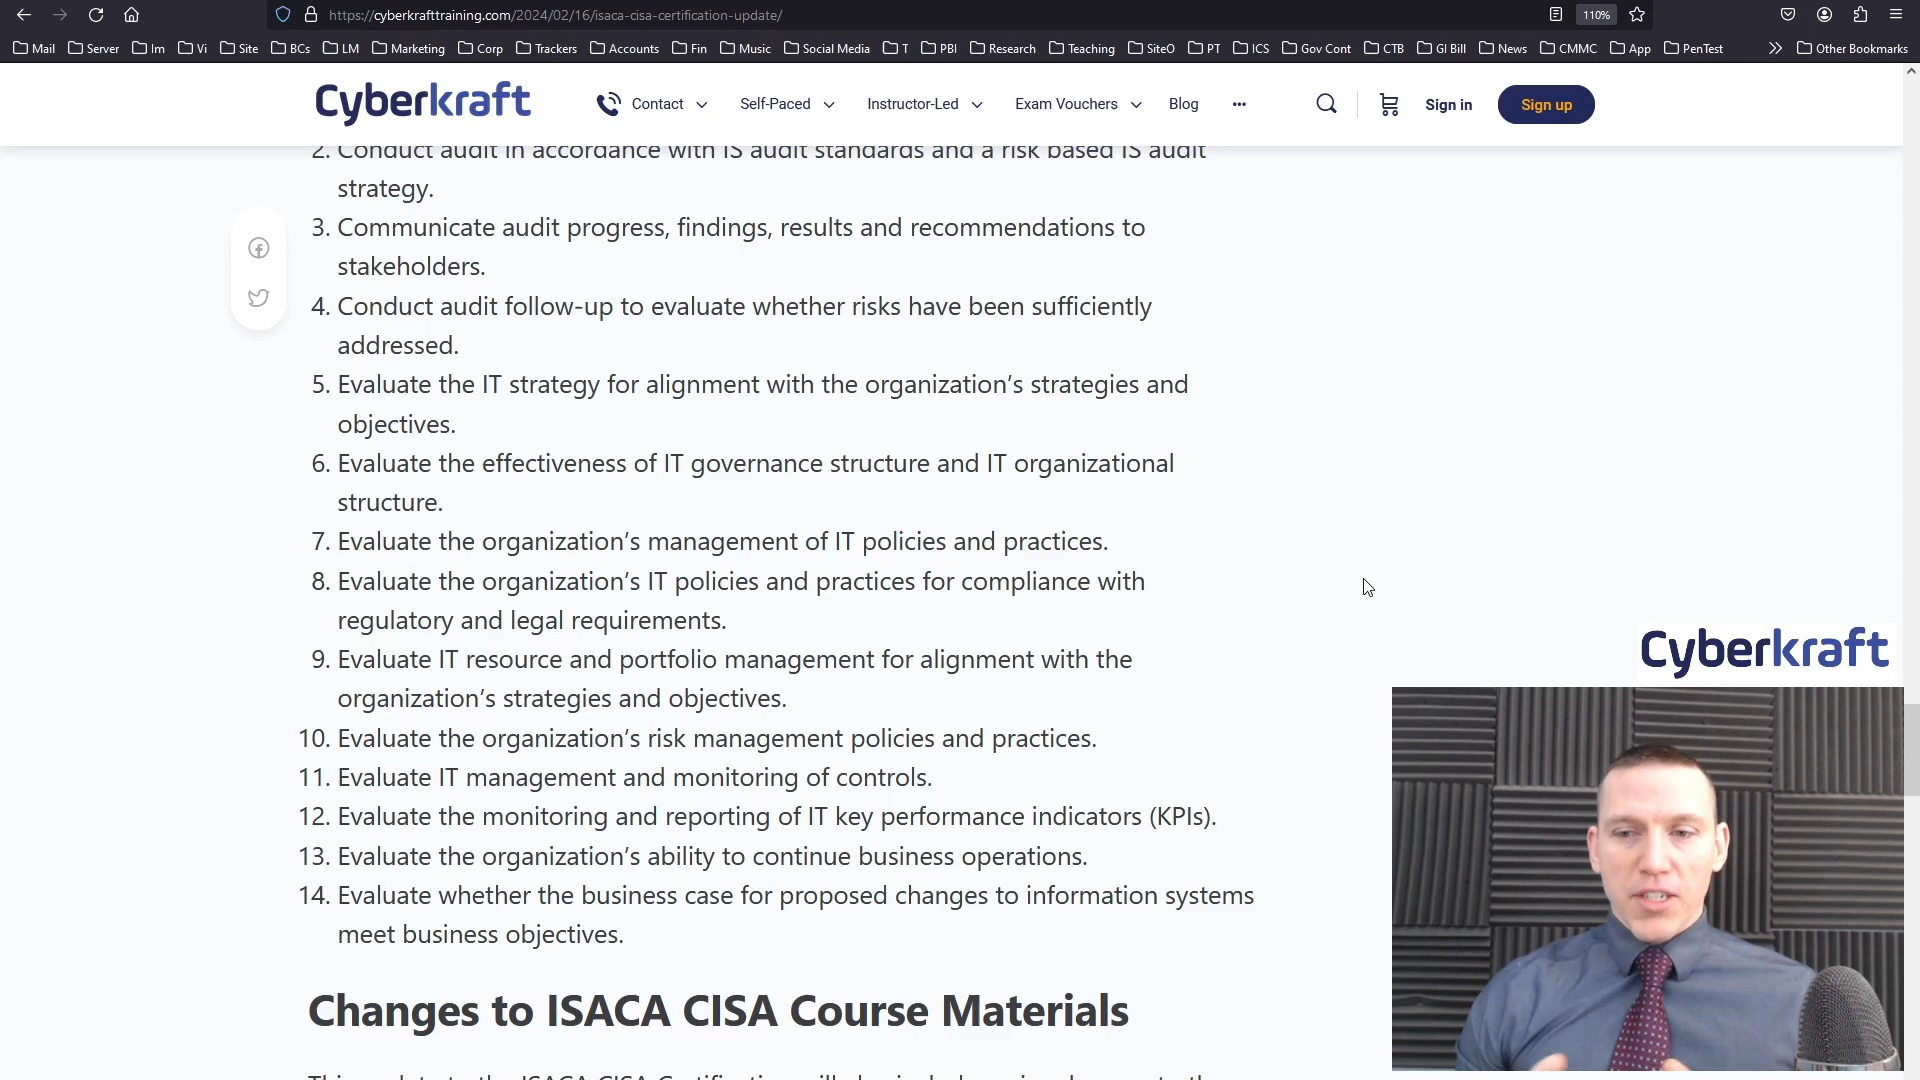 https://cyberkrafttraining.com/2024/02/16/isaca-cisa-certification-update/
110%
Mail Server Im Vi Site BCs LM Marketing Corp Trackers Accounts Fin Music Social Media T PBI Research Teaching SiteO PT ICS Gov Cont CTB GI Bill News CMMC App PenTest Other Bookmarks
Cyberkraft Contact Self-Paced Instructor-Led Exam Vouchers Blog Sign in Sign up
2. Conduct audit in accordance with IS audit standards and a risk based IS audit
strategy.
3. Communicate audit progress, findings, results and recommendations to
stakeholders.
4. Conduct audit follow-up to evaluate whether risks have been sufficiently
addressed.
5. Evaluate the IT strategy for alignment with the organization’s strategies and
objectives.
6. Evaluate the effectiveness of IT governance structure and IT organizational
structure.
7. Evaluate the organization’s management of IT policies and practices.
8. Evaluate the organization’s IT policies and practices for compliance with
regulatory and legal requirements.
9. Evaluate IT resource and portfolio management for alignment with the
organization’s strategies and objectives.
10. Evaluate the organization’s risk management policies and practices.
11. Evaluate IT management and monitoring of controls.
12. Evaluate the monitoring and reporting of IT key performance indicators (KPIs).
13. Evaluate the organization’s ability to continue business operations.
14. Evaluate whether the business case for proposed changes to information systems
meet business objectives.
Changes to ISACA CISA Course Materials
Cyberkraft